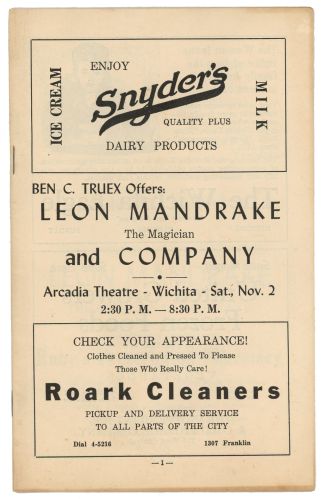 ICE CREAM
ENJOY
Snyder's
QUALITY PLUS
DAIRY PRODUCTS
MILK
BEN C. TRUEX Offers:
LEON MANDRAKE
The Magician
and COMPANY
Arcadia Theatre - Wichita - Sat., Nov. 2
2:30 P. M. — 8:30 P. M.
CHECK YOUR APPEARANCE!
Clothes Cleaned and Pressed To Please
Those Who Really Care!
Roark Cleaners
PICKUP AND DELIVERY SERVICE
TO ALL PARTS OF THE CITY
Dial 4-5216 1307 Franklin
— 1 —